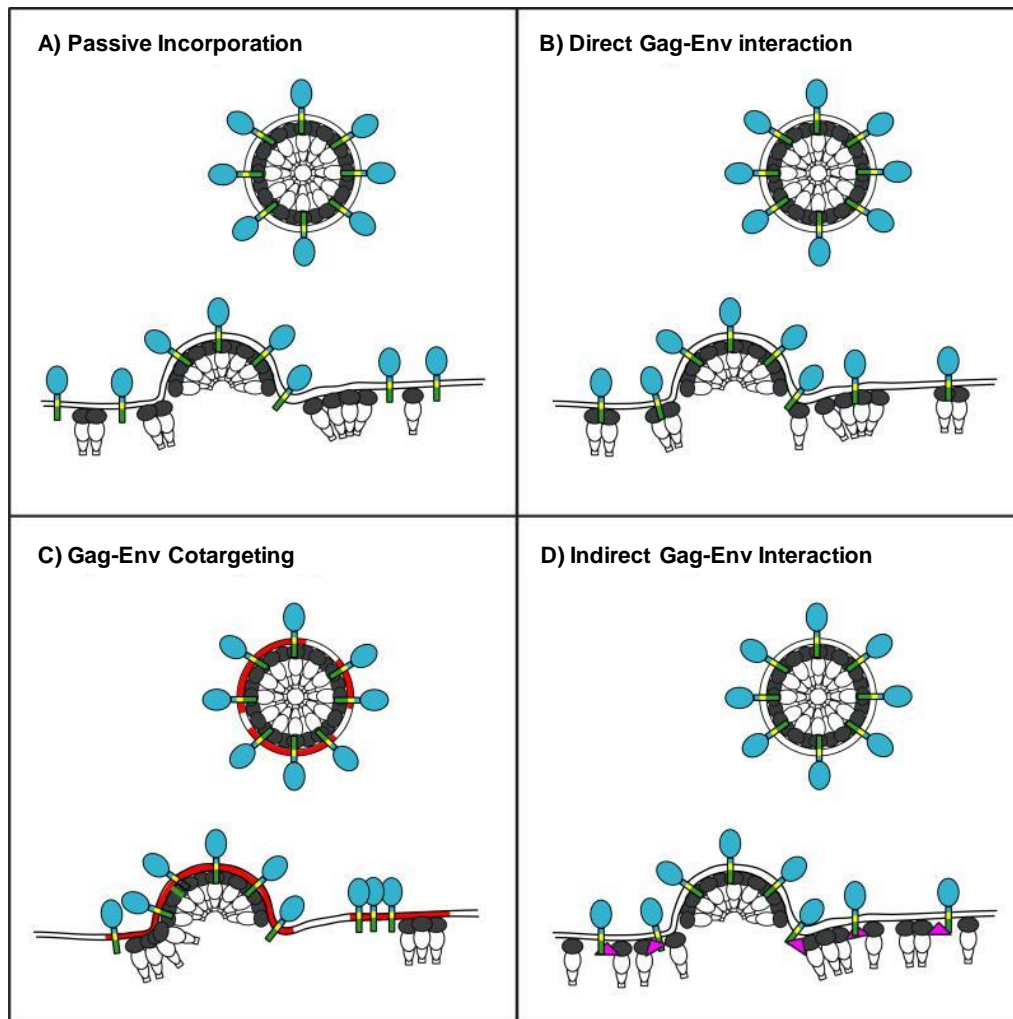 A) Passive Incorporation
B) Direct Gag-Env interaction
C) Gag-Env Cotargeting
D) Indirect Gag-Env Interaction